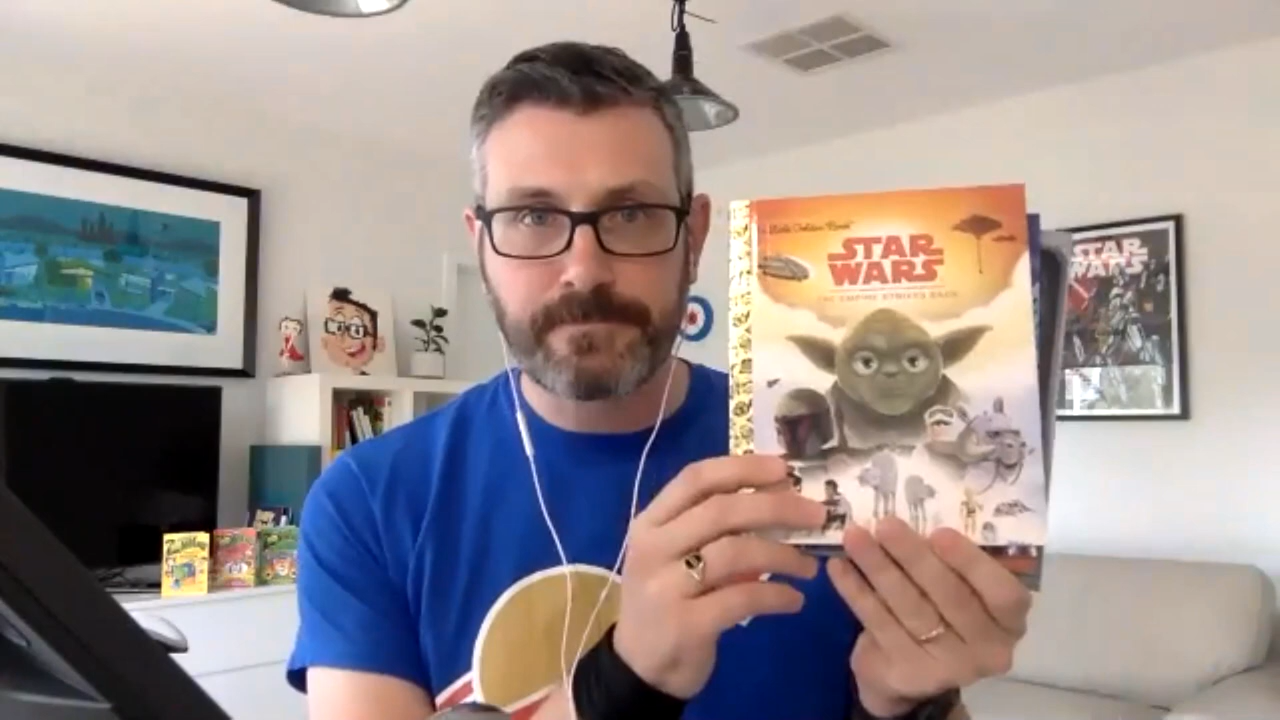 a Little Golden Book
STAR
WARS
THE EMPIRE STRIKES BACK
STAR
WARS